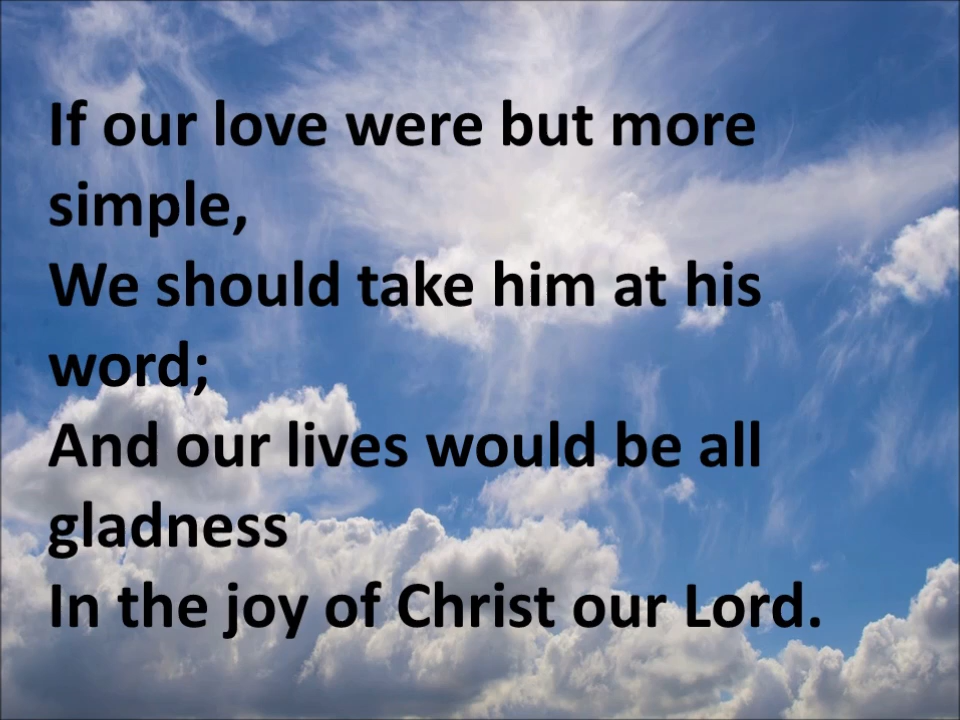 If our love were but more
simple,
We should take him at his
word;
And our lives would be all
gladness
In the joy of Christ our Lord.